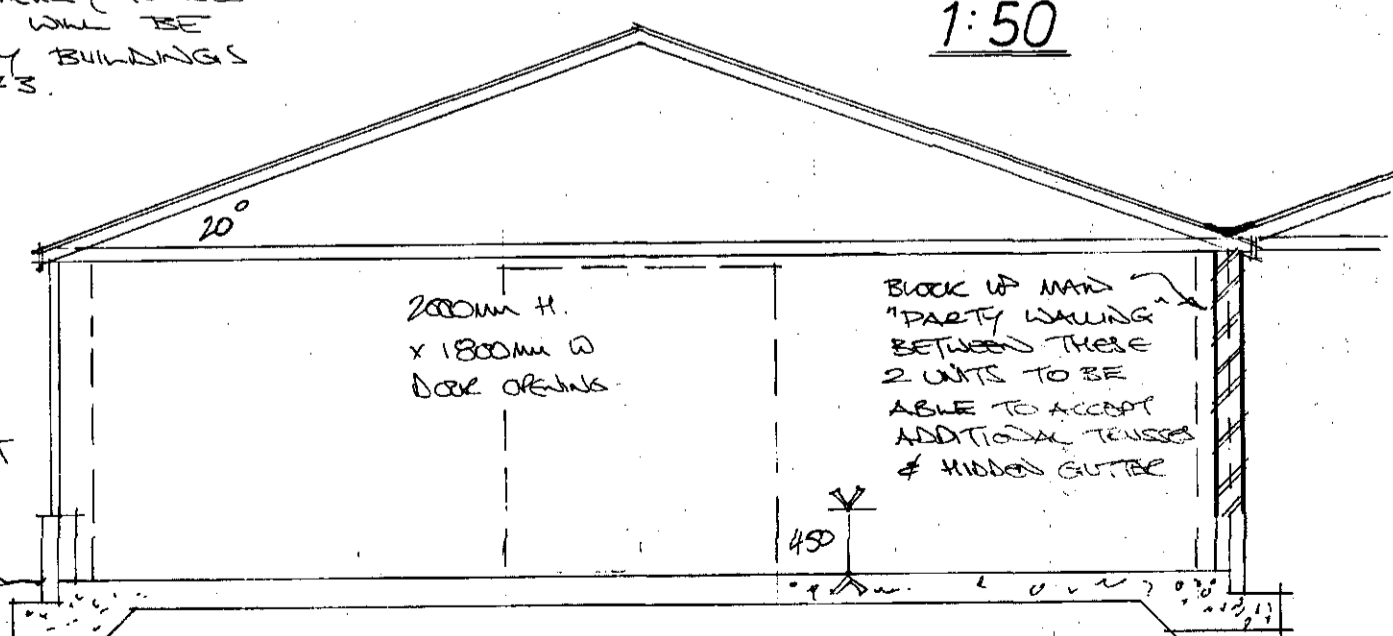 WILL BE
BUILDINGS
1:50
20°
2000mm H.
x 1800mm W
DOOR OPENING
BLOCK UP MAIN
"PARTY WALLING"
BETWEEN THESE
2 UNITS TO BE
ABLE TO ACCEPT
ADDITIONAL TRUSSES
& HIDDEN GUTTER
450